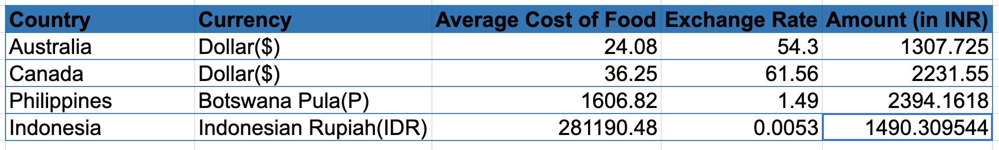 Country Currency Average Cost of Food Exchange Rate Amount (in INR)
Australia Dollar($) 24.08 54.3 1307.725
Canada Dollar($) 36.25 61.56 2231.55
Philippines Botswana Pula(P) 1606.82 1.49 2394.1618
Indonesia Indonesian Rupiah(IDR) 281190.48 0.0053 1490.309544